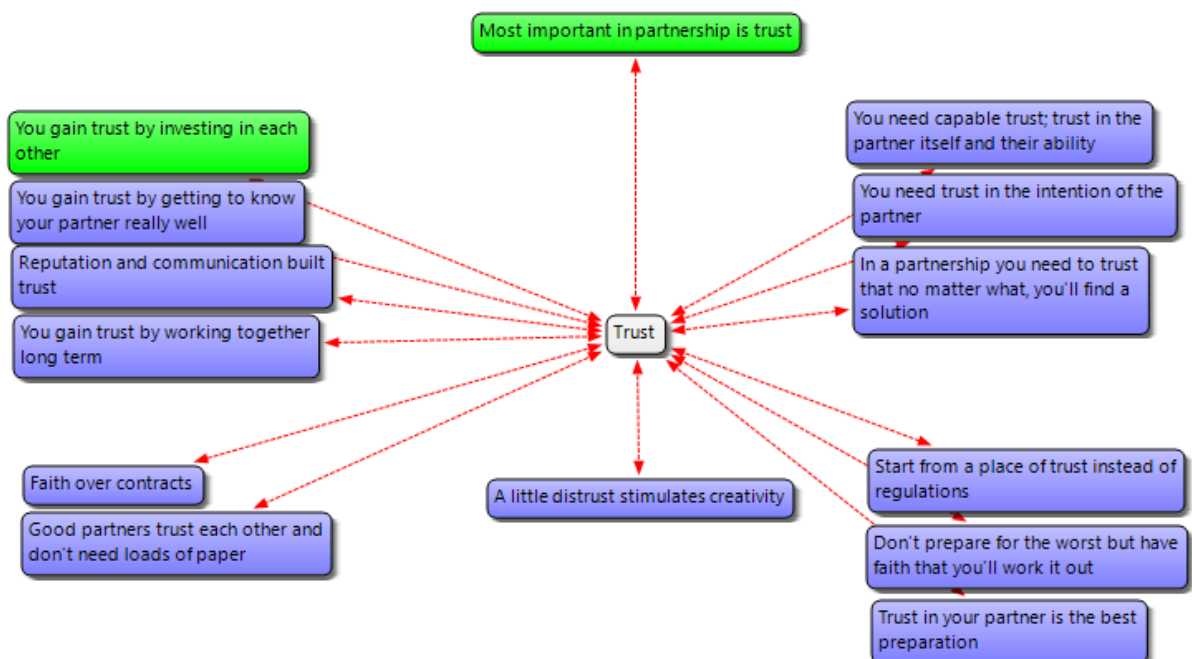 Most important in partnership is trust
You gain trust by investing in each
other
You gain trust by getting to know
your partner really well
Reputation and communication built
trust
You gain trust by working together
long term
You need capable trust; trust in the
partner itself and their ability
You need trust in the intention of the
partner
In a partnership you need to trust
that no matter what, you'll find a
solution
Trust
Faith over contracts
Good partners trust each other and
don't need loads of paper
A little distrust stimulates creativity
Start from a place of trust instead of
regulations
Don't prepare for the worst but have
faith that you'll work it out
Trust in your partner is the best
preparation